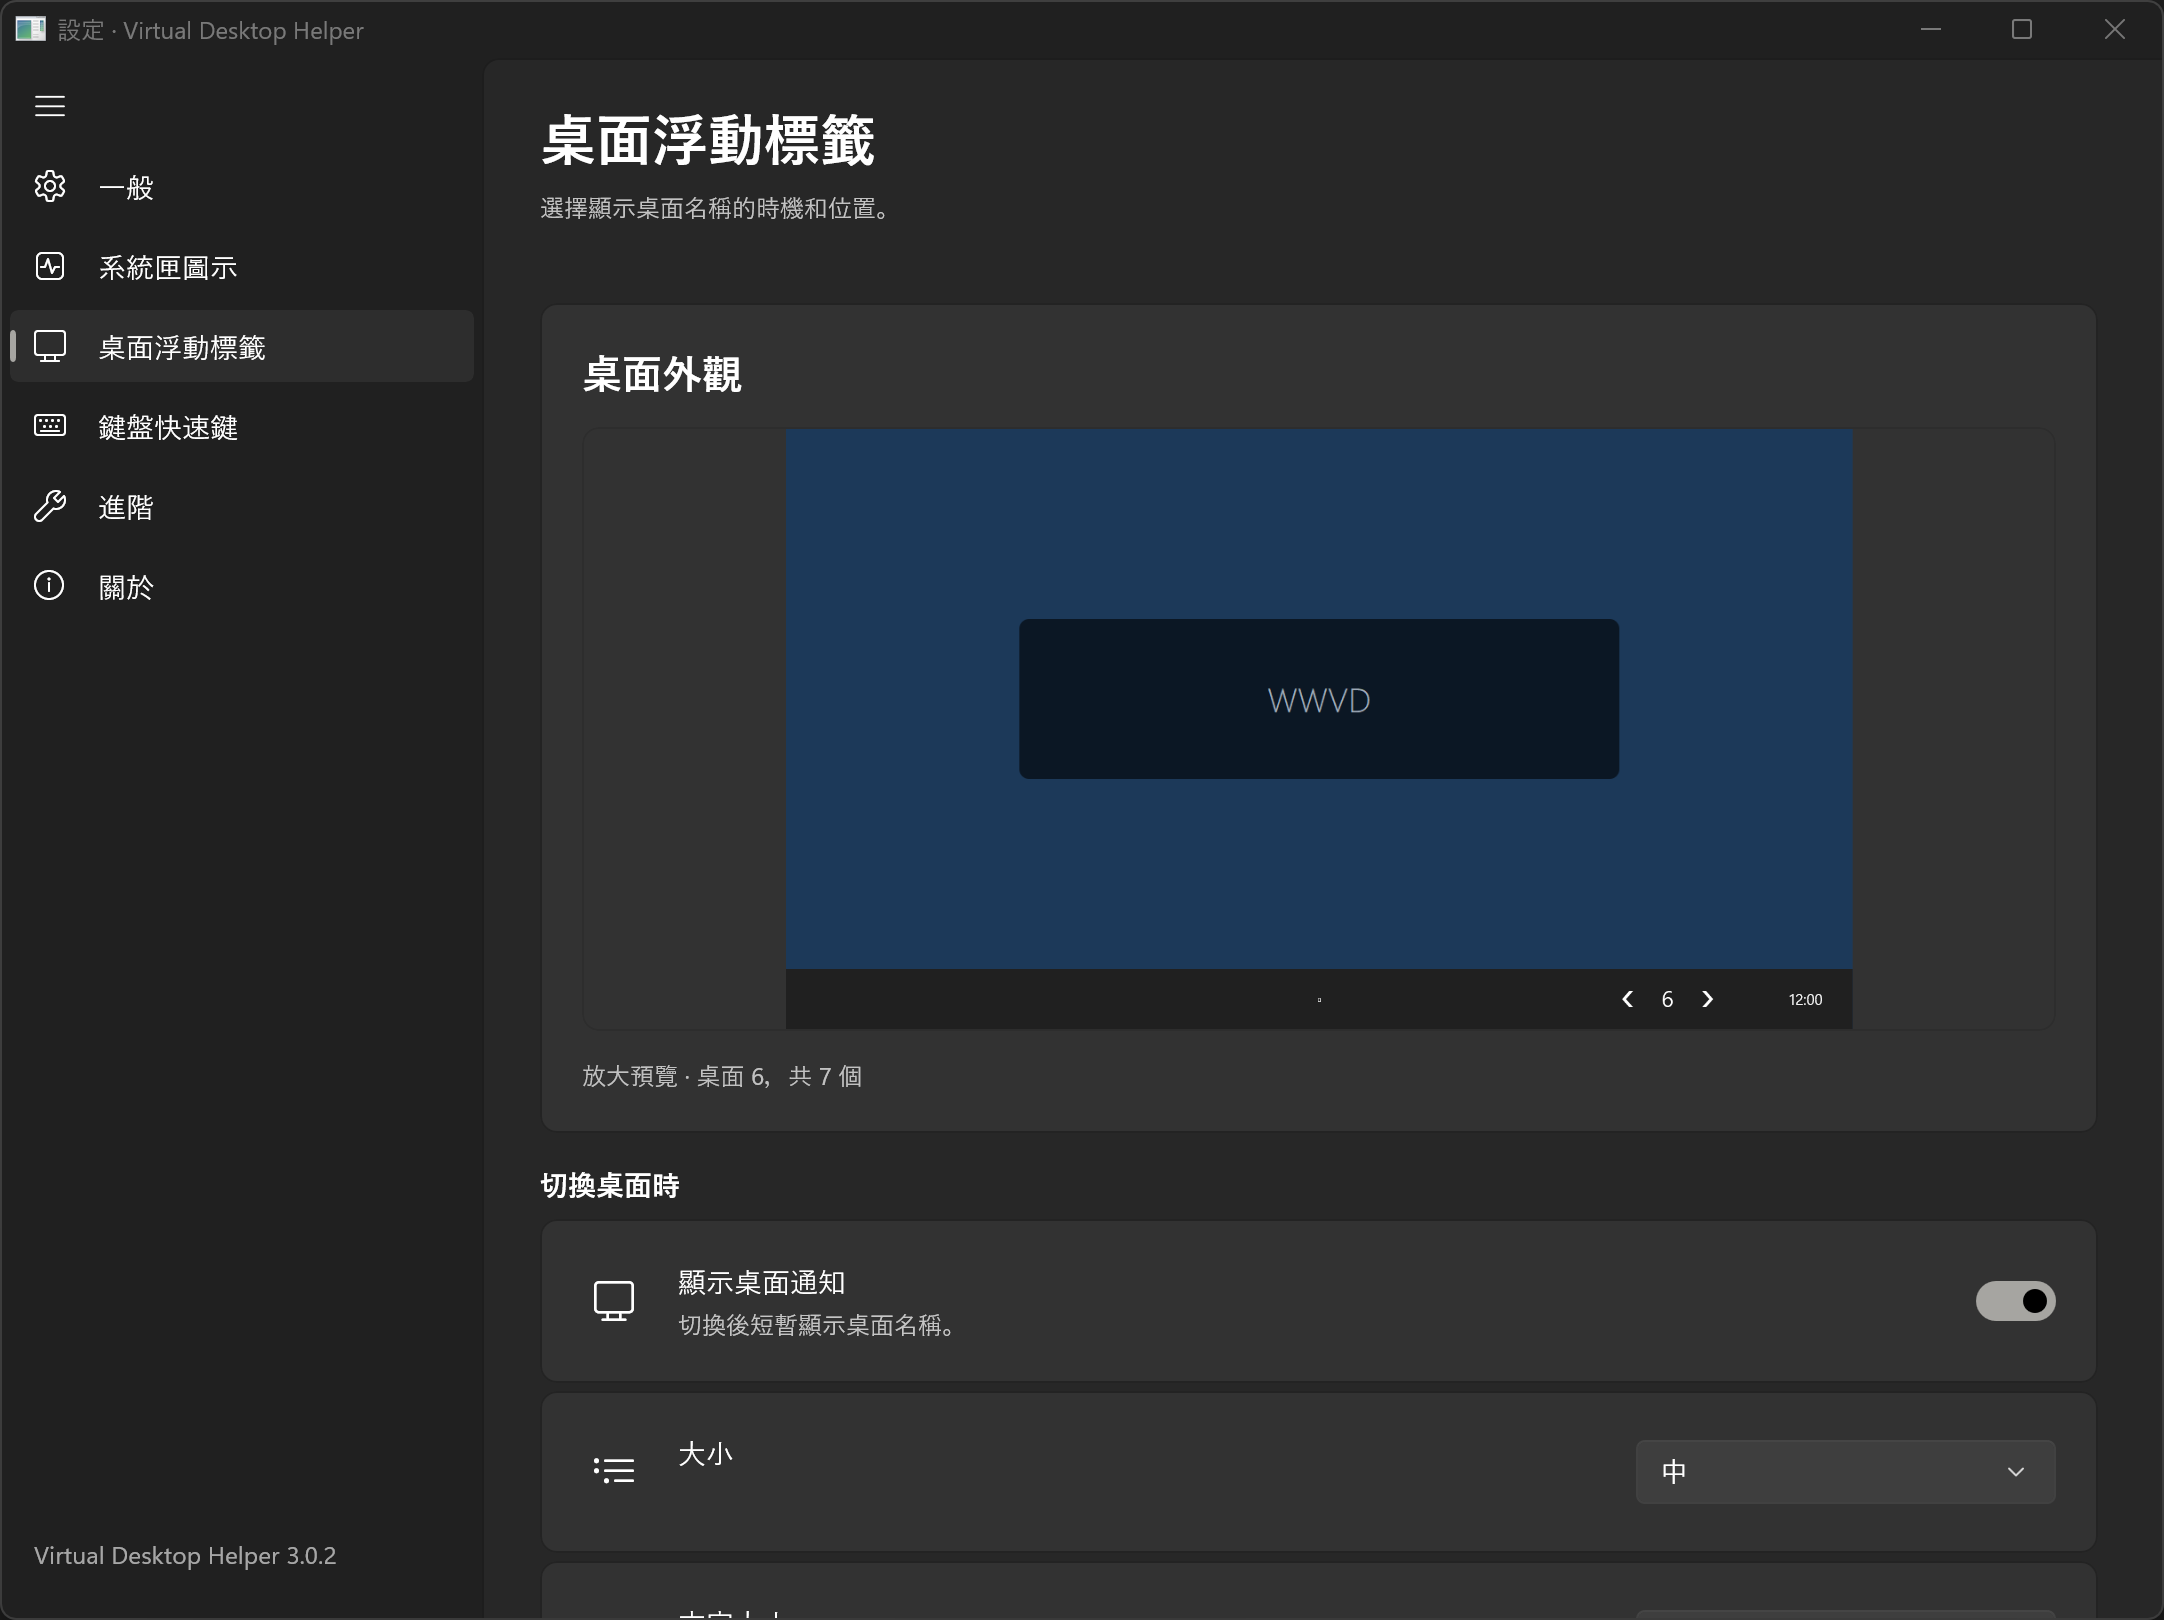 設定 · Virtual Desktop Helper
一般
系統匣圖示
桌面浮動標籤
鍵盤快速鍵
進階
關於
Virtual Desktop Helper 3.0.2
桌面浮動標籤
選擇顯示桌面名稱的時機和位置。
桌面外觀
WWVD
6
12:00
放大預覽 · 桌面 6，共 7 個
切換桌面時
顯示桌面通知
切換後短暫顯示桌面名稱。
大小
中